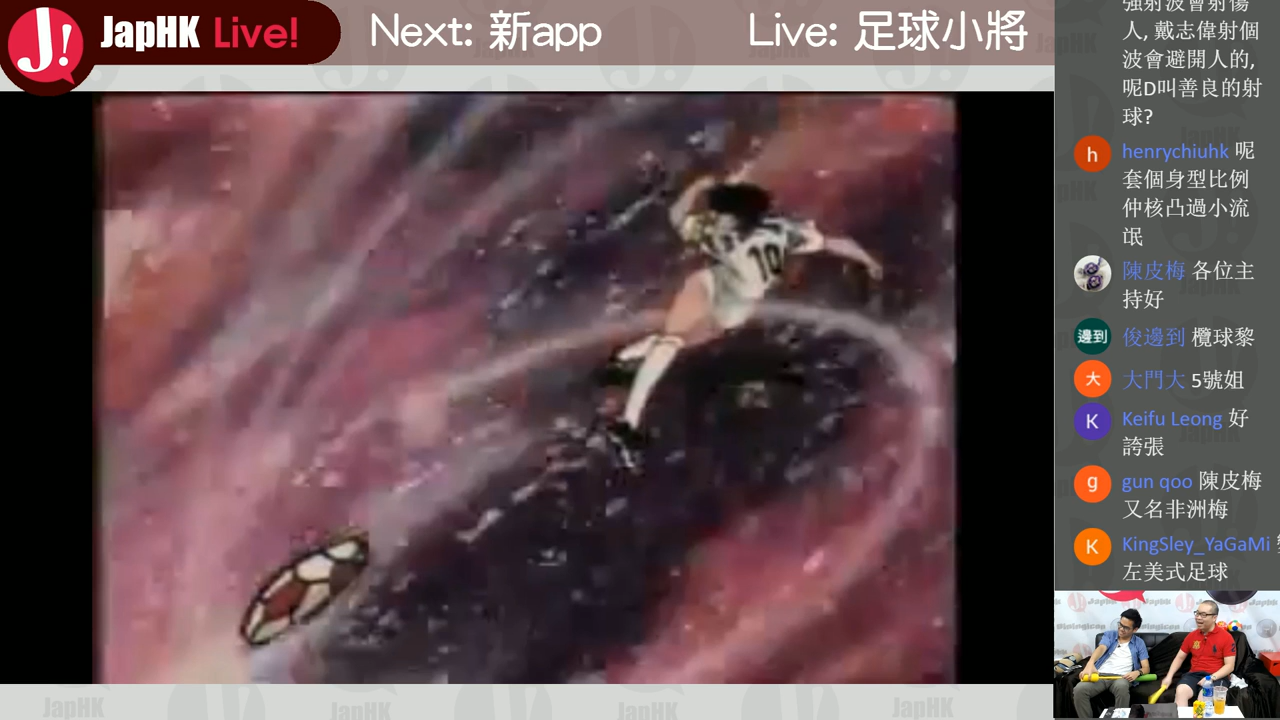 J! JapHK Live!
Next: 新app
Live: 足球小將
10
強射波會射傷
人, 戴志偉射個
波會避開人的,
呢D叫善良的射
球?
h henrychiuhk 呢
套個身型比例
仲核凸過小流
氓
陳皮梅 各位主
持好
邊到 俊邊到 欖球黎
大 大門大 5號姐
K Keifu Leong 好
誇張
g gun qoo 陳皮梅
又名非洲梅
K KingSley_YaGaMi
左美式足球
JapHK
JapHK
JapHK
JapHK